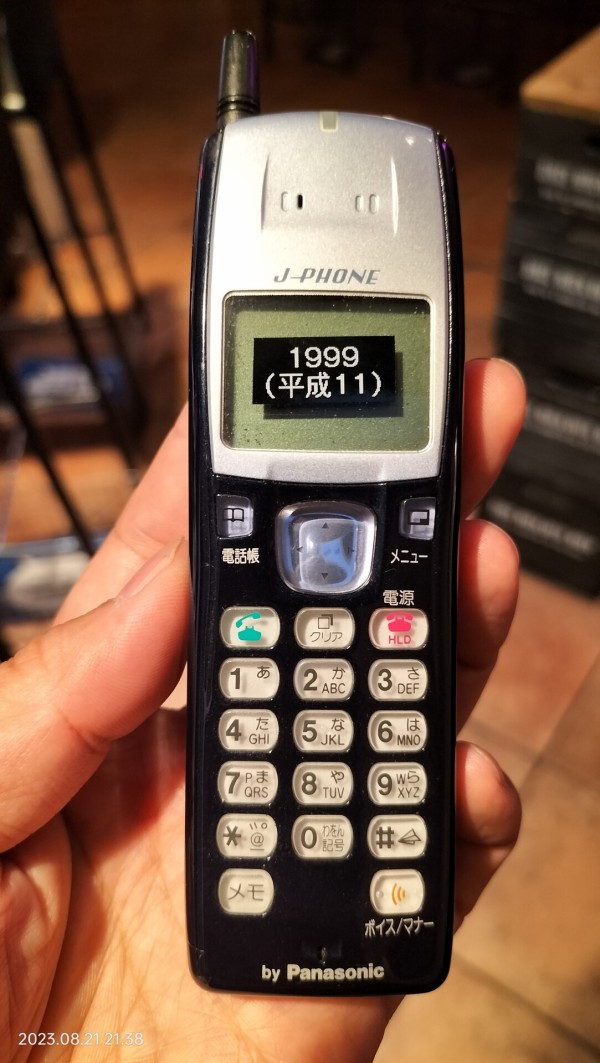 J-PHONE
1999
(平成11)
電話帳
メニュー
電源
クリア
HLD
1 あ
2 か ABC
3 さ DEF
4 た GHI
5 な JKL
6 は MNO
7 ま PQRS
8 や TUV
9 ら WXYZ
* ゛゜ @
0 わをん 記号
#
メモ
ボイス/マナー
by Panasonic
2023.08.21 21:38